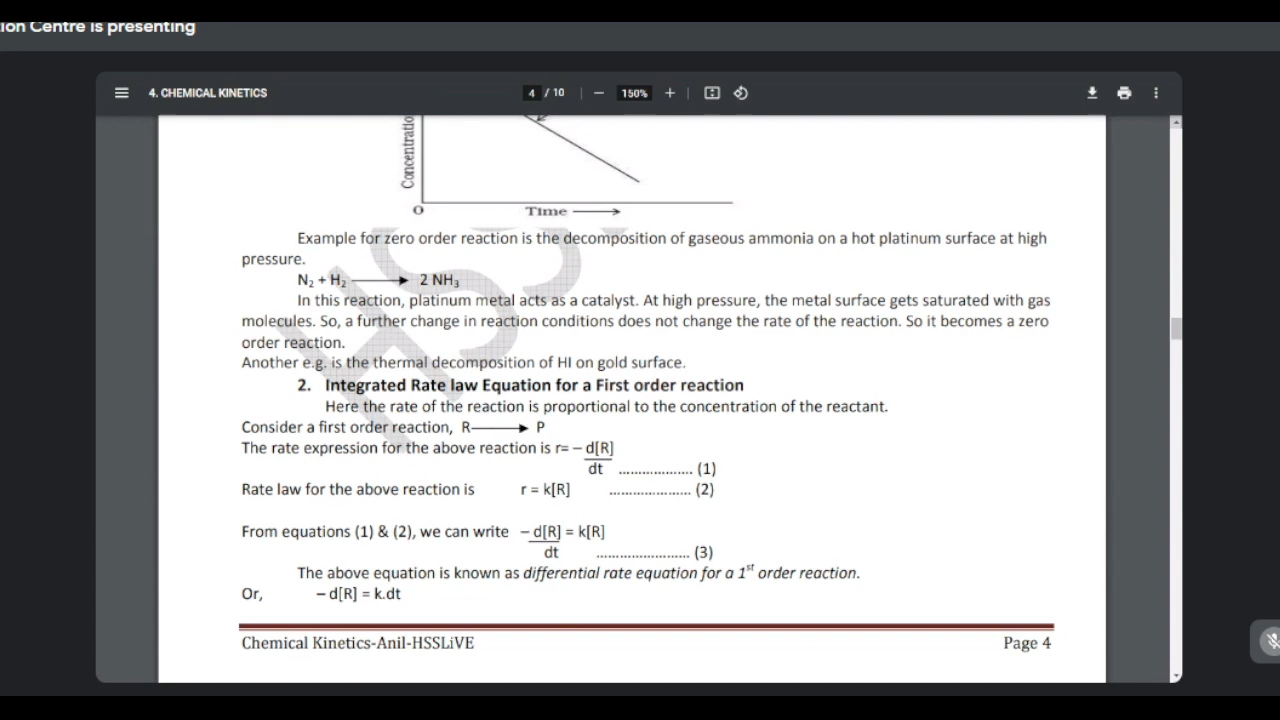 ion Centre is presenting
4. CHEMICAL KINETICS
4 / 10
150%
Concentratio
O
Time
Example for zero order reaction is the decomposition of gaseous ammonia on a hot platinum surface at high
pressure.
N₂ + H₂ ⟶ 2 NH₃
In this reaction, platinum metal acts as a catalyst. At high pressure, the metal surface gets saturated with gas
molecules. So, a further change in reaction conditions does not change the rate of the reaction. So it becomes a zero
order reaction.
Another e.g. is the thermal decomposition of HI on gold surface.
2. Integrated Rate law Equation for a First order reaction
Here the rate of the reaction is proportional to the concentration of the reactant.
Consider a first order reaction, R ⟶ P
The rate expression for the above reaction is r= – d[R]
dt ................... (1)
Rate law for the above reaction is r = k[R] ..................... (2)
From equations (1) & (2), we can write – d[R] = k[R]
dt ........................ (3)
The above equation is known as differential rate equation for a 1st order reaction.
Or, – d[R] = k.dt
Chemical Kinetics-Anil-HSSLiVE Page 4
HSS